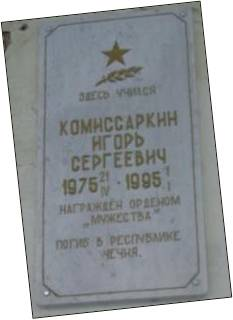 ЗДЕСЬ УЧИЛСЯ
КОМИССАРКИН
ИГОРЬ
СЕРГЕЕВИЧ
1975 21/IV - 1995 1/I
НАГРАЖДЕН ОРДЕНОМ
„МУЖЕСТВА"
ПОГИБ В РЕСПУБЛИКЕ
ЧЕЧНЯ.